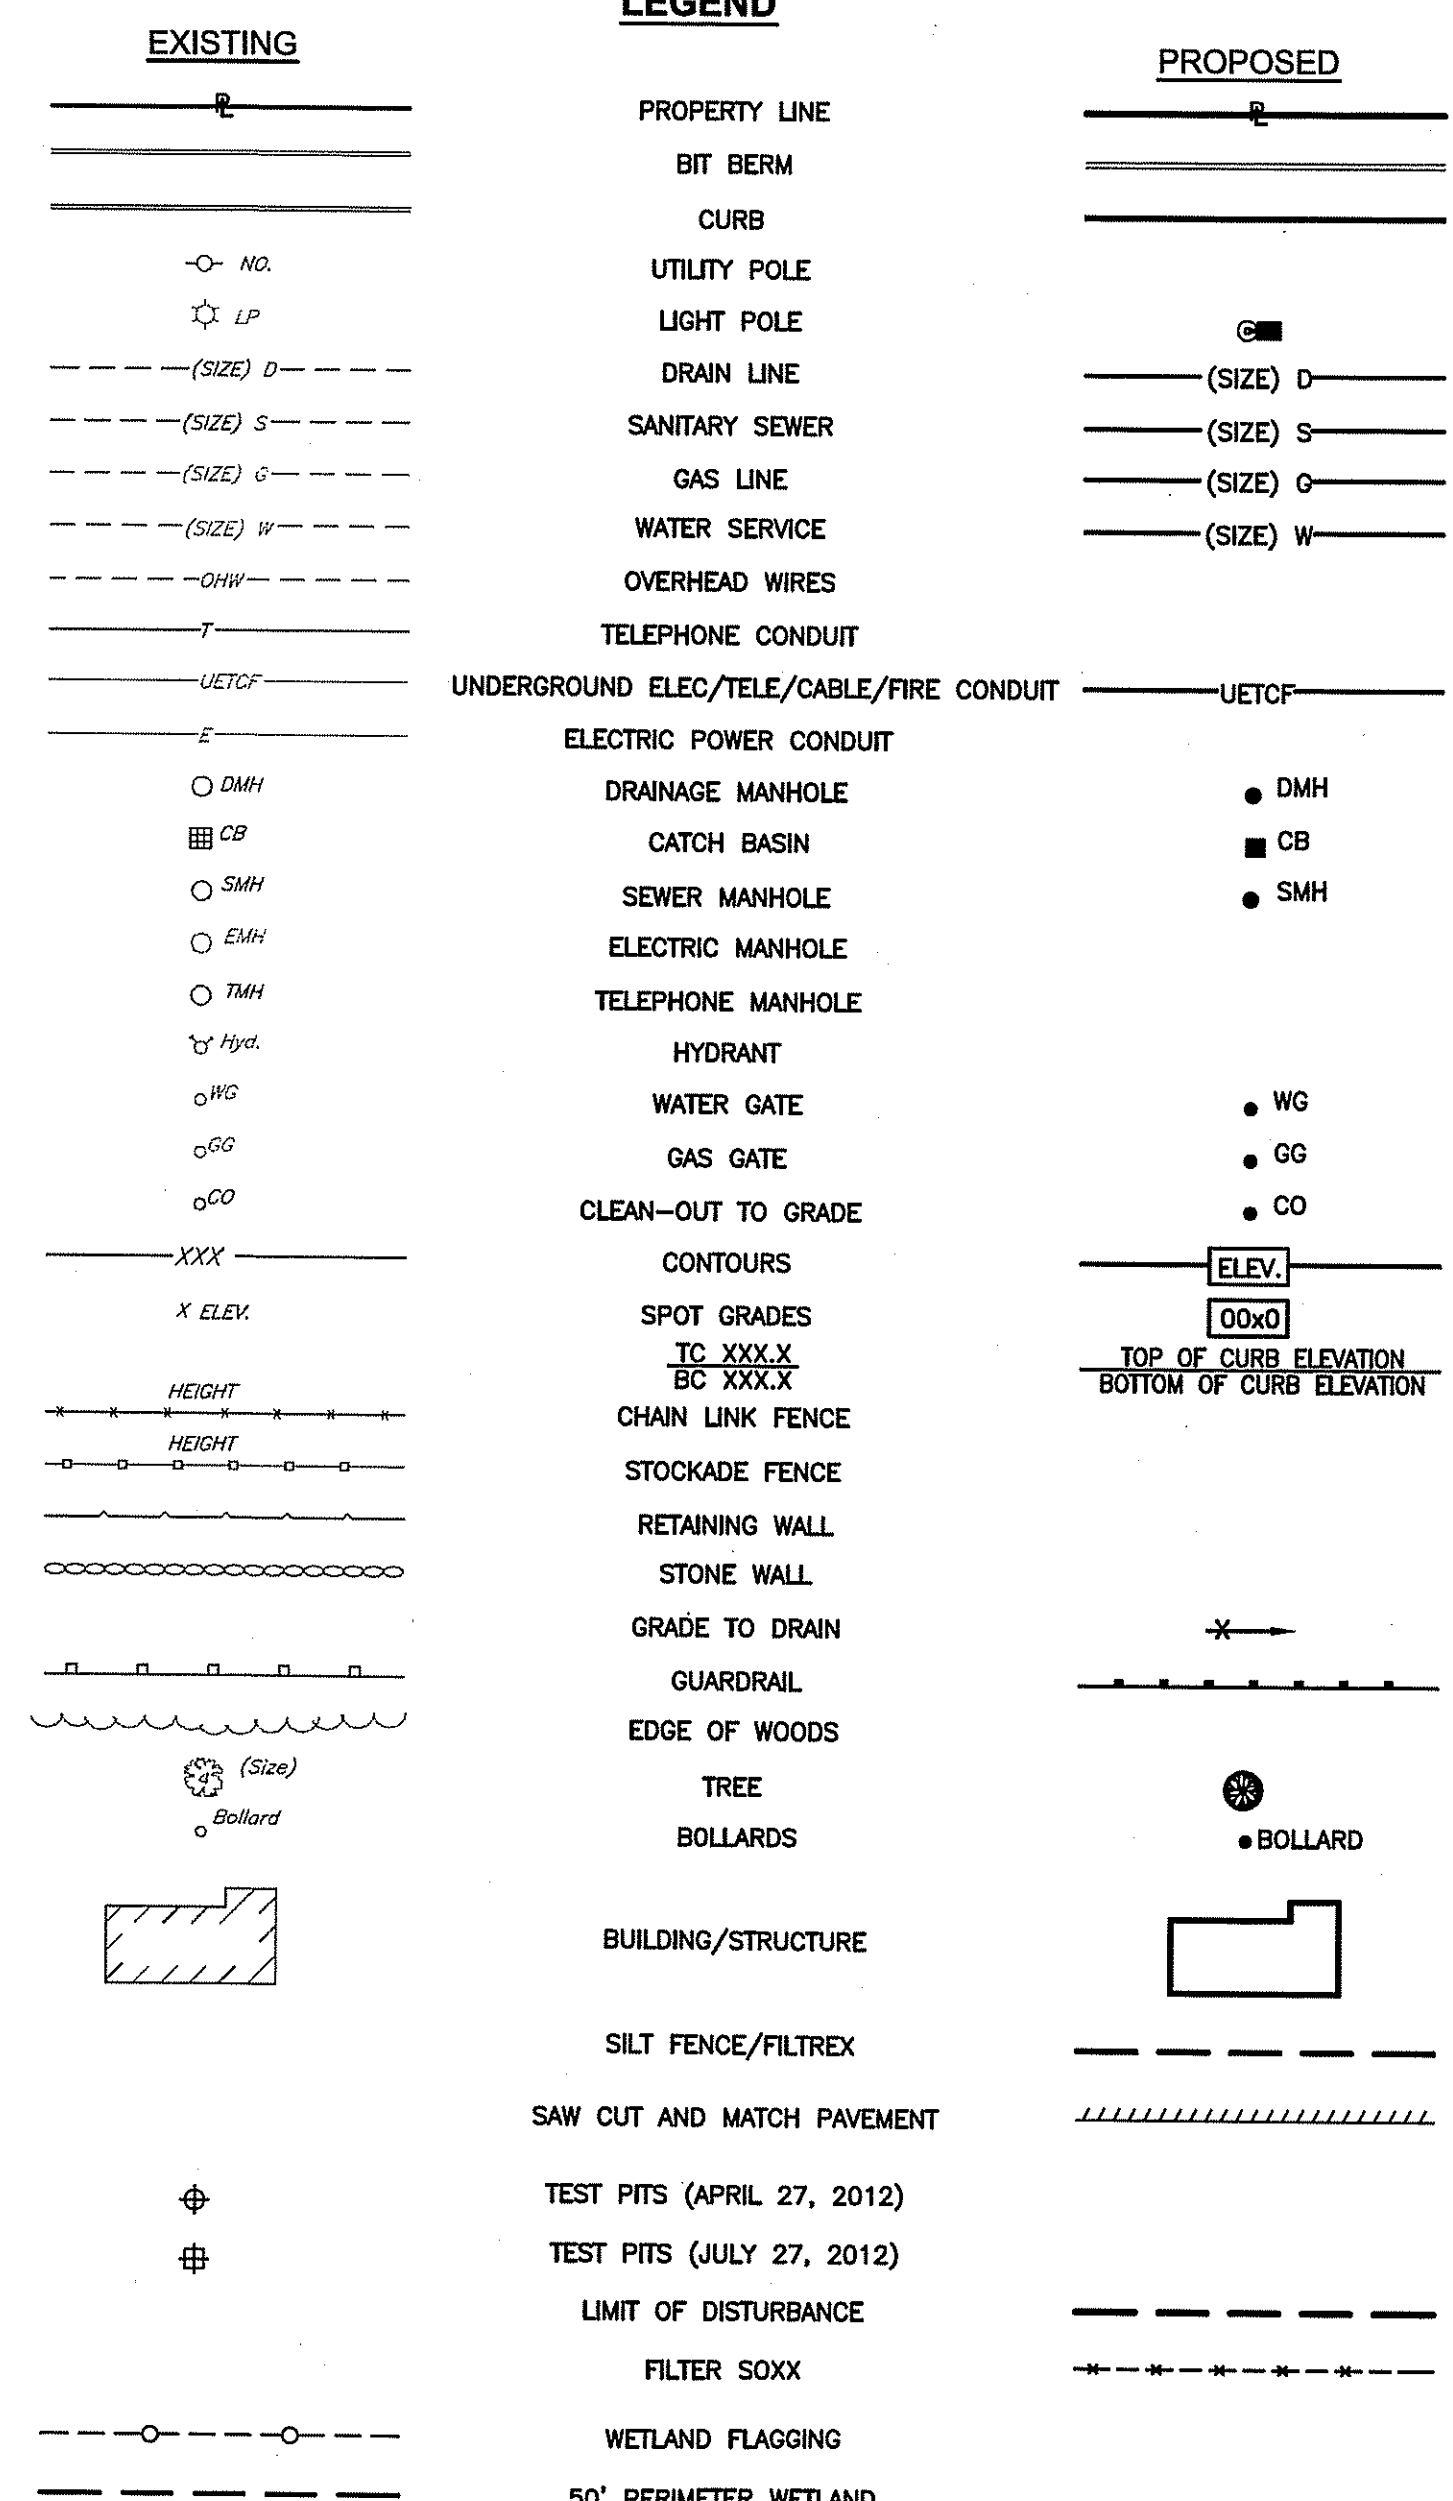 LEGEND
EXISTING
PROPOSED
PL PROPERTY LINE PL
BIT BERM
CURB
NO. UTILITY POLE
LP LIGHT POLE
(SIZE) D DRAIN LINE (SIZE) D
(SIZE) S SANITARY SEWER (SIZE) S
(SIZE) G GAS LINE (SIZE) G
(SIZE) W WATER SERVICE (SIZE) W
OHW OVERHEAD WIRES
T TELEPHONE CONDUIT
UETCF UNDERGROUND ELEC/TELE/CABLE/FIRE CONDUIT UETCF
E ELECTRIC POWER CONDUIT
DMH DRAINAGE MANHOLE DMH
CB CATCH BASIN CB
SMH SEWER MANHOLE SMH
EMH ELECTRIC MANHOLE
TMH TELEPHONE MANHOLE
Hyd. HYDRANT
WG WATER GATE WG
GG GAS GATE GG
CO CLEAN-OUT TO GRADE CO
XXX CONTOURS ELEV.
X ELEV. SPOT GRADES 00x0
TC XXX.X TOP OF CURB ELEVATION
BC XXX.X BOTTOM OF CURB ELEVATION
HEIGHT
CHAIN LINK FENCE
HEIGHT
STOCKADE FENCE
RETAINING WALL
STONE WALL
GRADE TO DRAIN
GUARDRAIL
EDGE OF WOODS
(Size) TREE
Bollard BOLLARDS BOLLARD
BUILDING/STRUCTURE
SILT FENCE/FILTREX
SAW CUT AND MATCH PAVEMENT
TEST PITS (APRIL 27, 2012)
TEST PITS (JULY 27, 2012)
LIMIT OF DISTURBANCE
FILTER SOXX
WETLAND FLAGGING
50' PERIMETER WETLAND